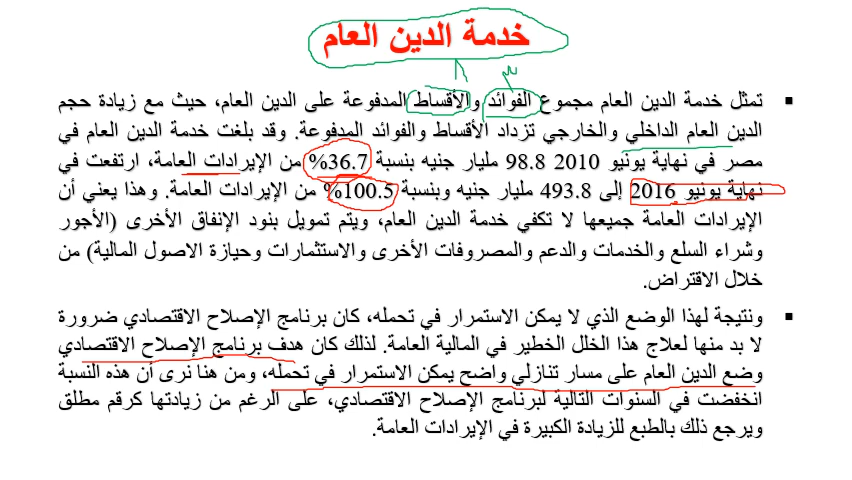 خدمة الدين العام
▪ تمثل خدمة الدين العام مجموع الفوائد والأقساط المدفوعة على الدين العام، حيث مع زيادة حجم
الدين العام الداخلي والخارجي تزداد الأقساط والفوائد المدفوعة. وقد بلغت خدمة الدين العام في
مصر في نهاية يونيو 2010 98.8 مليار جنيه بنسبة 36.7% من الإيرادات العامة، ارتفعت في
نهاية يونيو 2016 إلى 493.8 مليار جنيه وبنسبة 100.5% من الإيرادات العامة. وهذا يعني أن
الإيرادات العامة جميعها لا تكفي خدمة الدين العام، ويتم تمويل بنود الإنفاق الأخرى (الأجور
وشراء السلع والخدمات والدعم والمصروفات الأخرى والاستثمارات وحيازة الاصول المالية) من
خلال الاقتراض.
▪ ونتيجة لهذا الوضع الذي لا يمكن الاستمرار في تحمله، كان برنامج الإصلاح الاقتصادي ضرورة
لا بد منها لعلاج هذا الخلل الخطير في المالية العامة. لذلك كان هدف برنامج الإصلاح الاقتصادي
وضع الدين العام على مسار تنازلي واضح يمكن الاستمرار في تحمله، ومن هنا نرى أن هذه النسبة
انخفضت في السنوات التالية لبرنامج الإصلاح الاقتصادي، على الرغم من زيادتها كرقم مطلق
ويرجع ذلك بالطبع للزيادة الكبيرة في الإيرادات العامة.